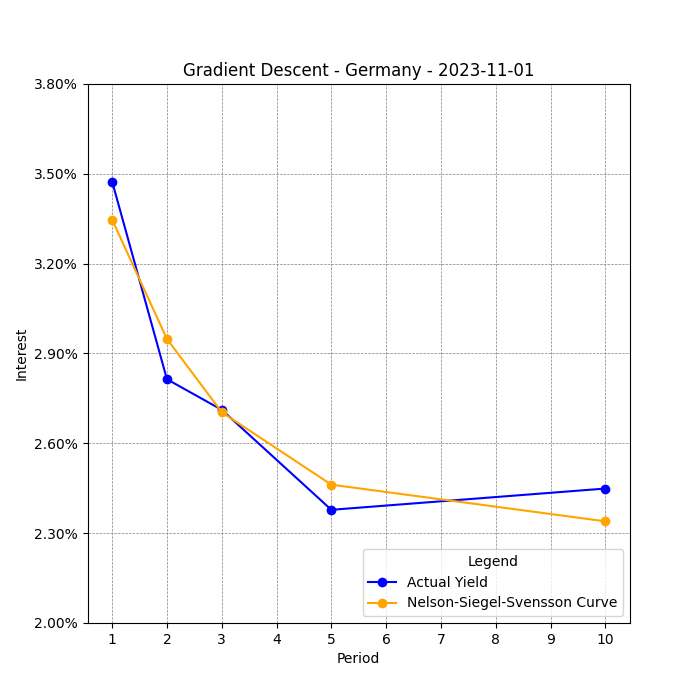 Gradient Descent - Germany - 2023-11-01
3.80%
3.50%
3.20%
2.90%
2.60%
2.30%
2.00%
Interest
1 2 3 4 5 6 7 8 9 10
Period
Legend
Actual Yield
Nelson-Siegel-Svensson Curve